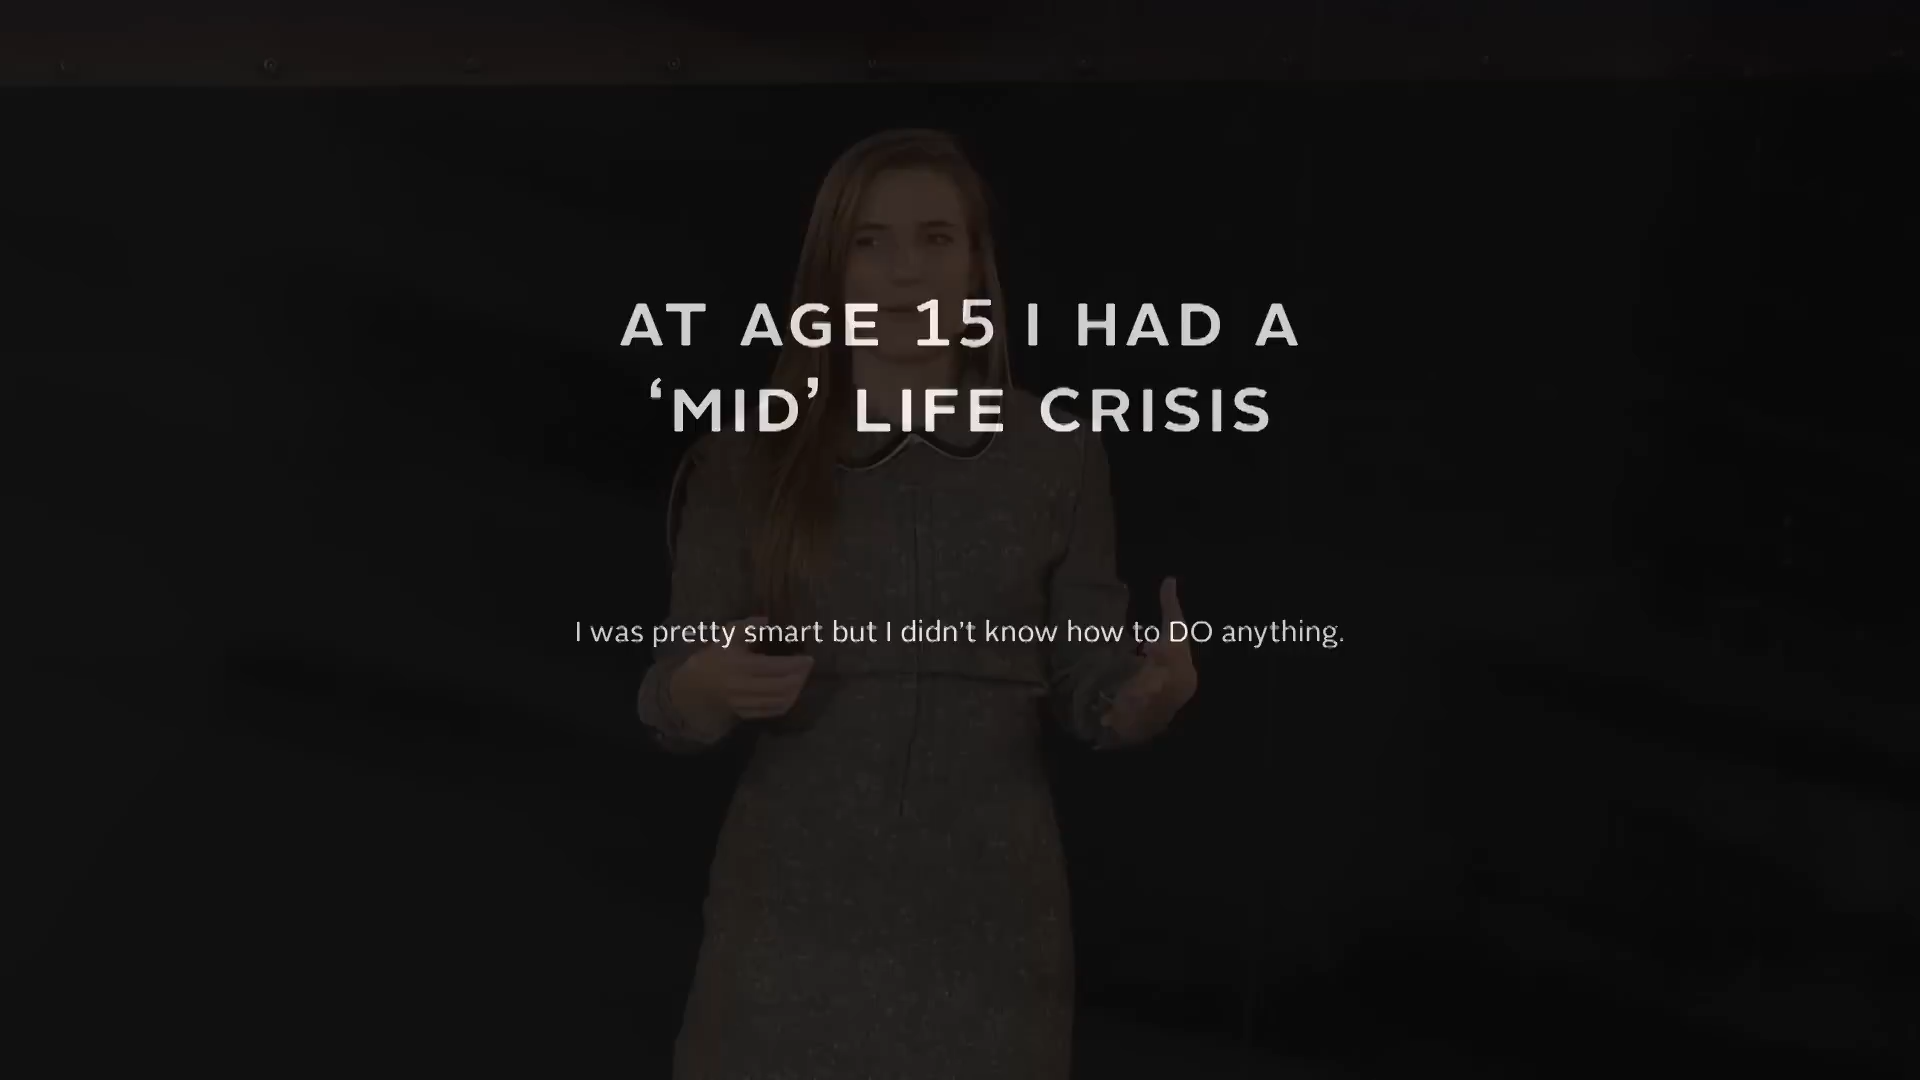 AT AGE 15 I HAD A
‘MID’ LIFE CRISIS
I was pretty smart but I didn’t know how to DO anything.